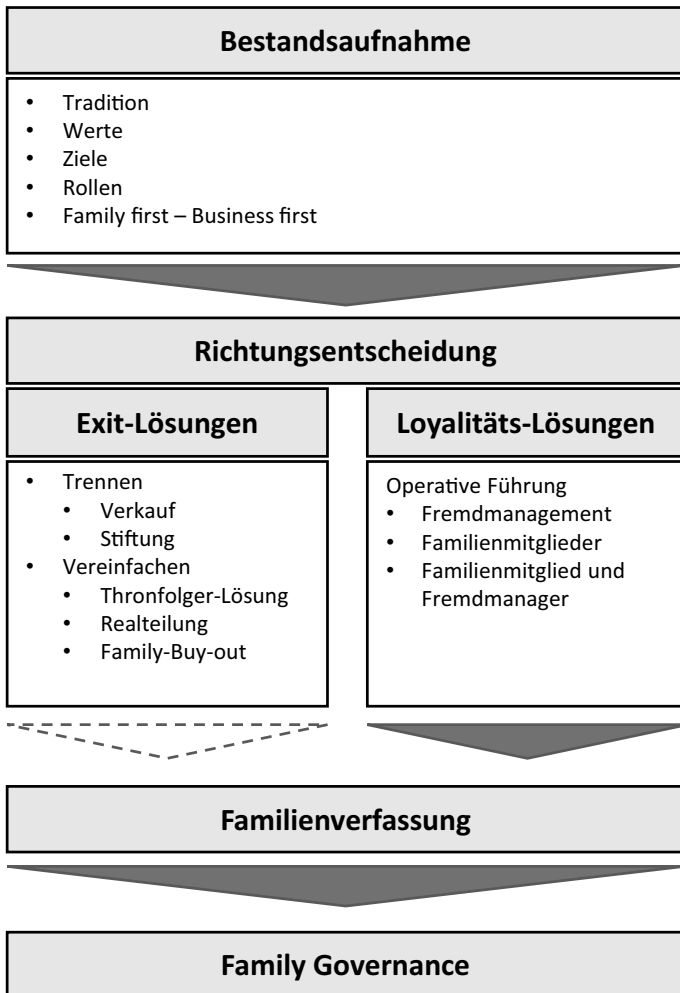 Bestandsaufnahme
• Tradition
• Werte
• Ziele
• Rollen
• Family first – Business first
Richtungsentscheidung
Exit-Lösungen
• Trennen
• Verkauf
• Stiftung
• Vereinfachen
• Thronfolger-Lösung
• Realteilung
• Family-Buy-out
Loyalitäts-Lösungen
Operative Führung
• Fremdmanagement
• Familienmitglieder
• Familienmitglied und
Fremdmanager
Familienverfassung
Family Governance